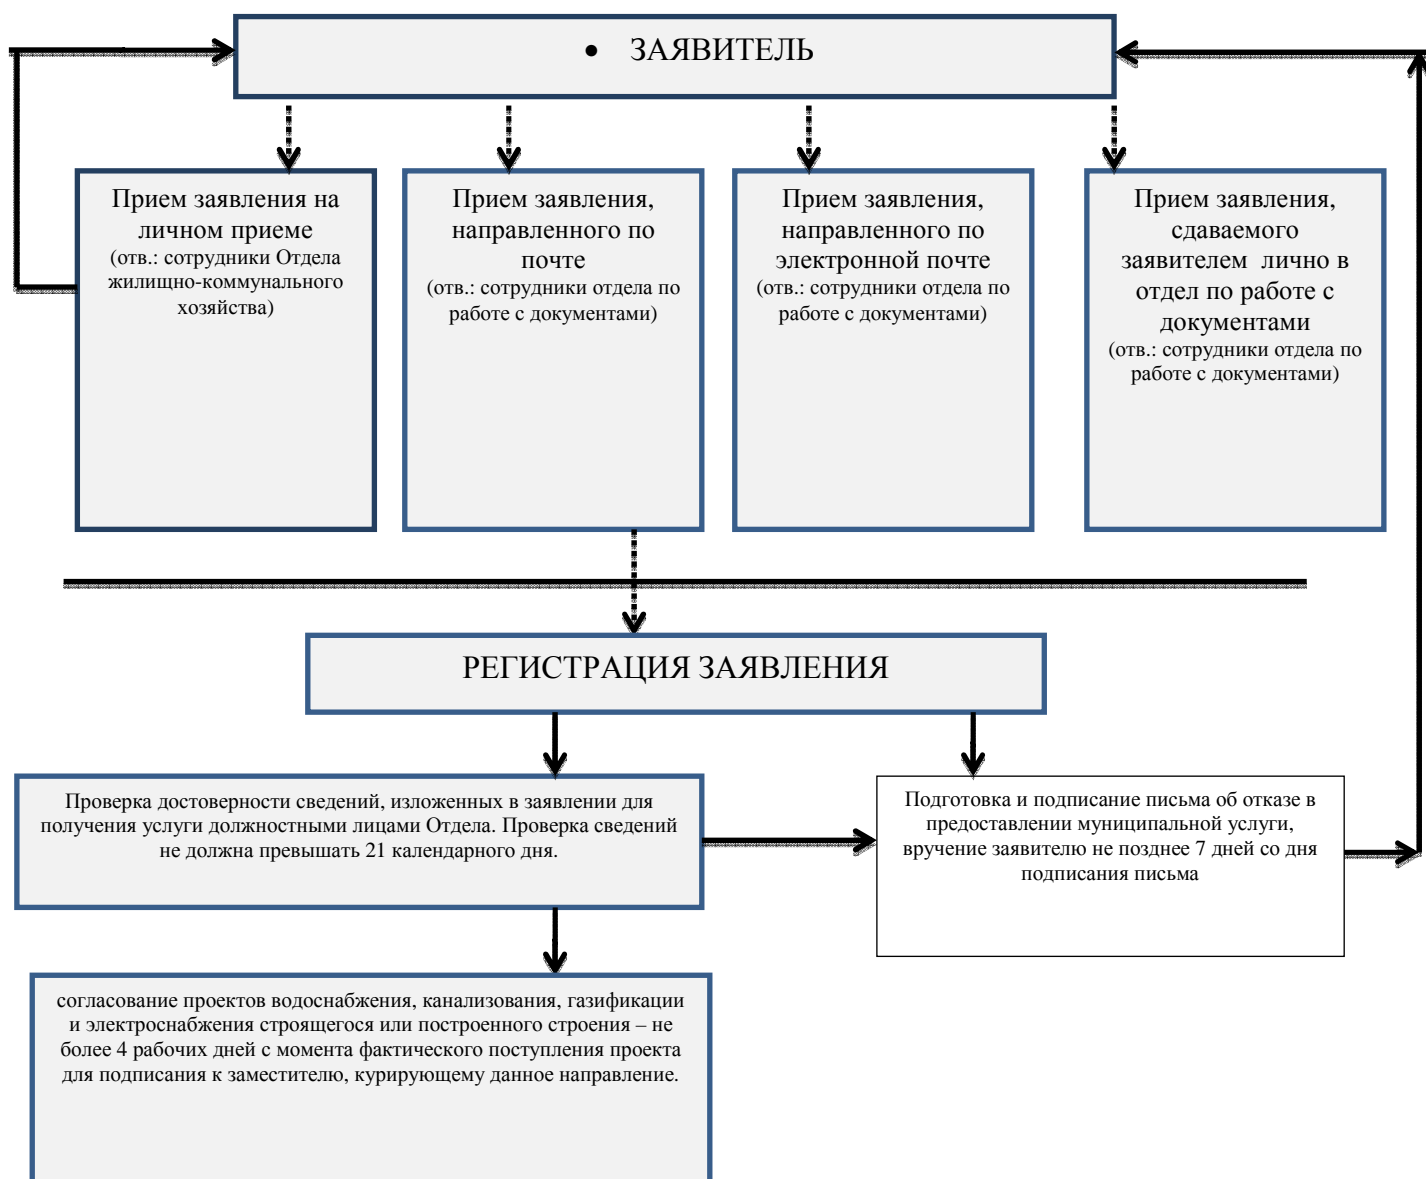 • ЗАЯВИТЕЛЬ
Прием заявления на
личном приеме
(отв.: сотрудники Отдела
жилищно-коммунального
хозяйства)
Прием заявления,
направленного по
почте
(отв.: сотрудники отдела по
работе с документами)
Прием заявления,
направленного по
электронной почте
(отв.: сотрудники отдела по
работе с документами)
Прием заявления,
сдаваемого
заявителем лично в
отдел по работе с
документами
(отв.: сотрудники отдела по
работе с документами)
РЕГИСТРАЦИЯ ЗАЯВЛЕНИЯ
Проверка достоверности сведений, изложенных в заявлении для
получения услуги должностными лицами Отдела. Проверка сведений
не должна превышать 21 календарного дня.
Подготовка и подписание письма об отказе в
предоставлении муниципальной услуги,
вручение заявителю не позднее 7 дней со дня
подписания письма
согласование проектов водоснабжения, канализования, газификации
и электроснабжения строящегося или построенного строения – не
более 4 рабочих дней с момента фактического поступления проекта
для подписания к заместителю, курирующему данное направление.